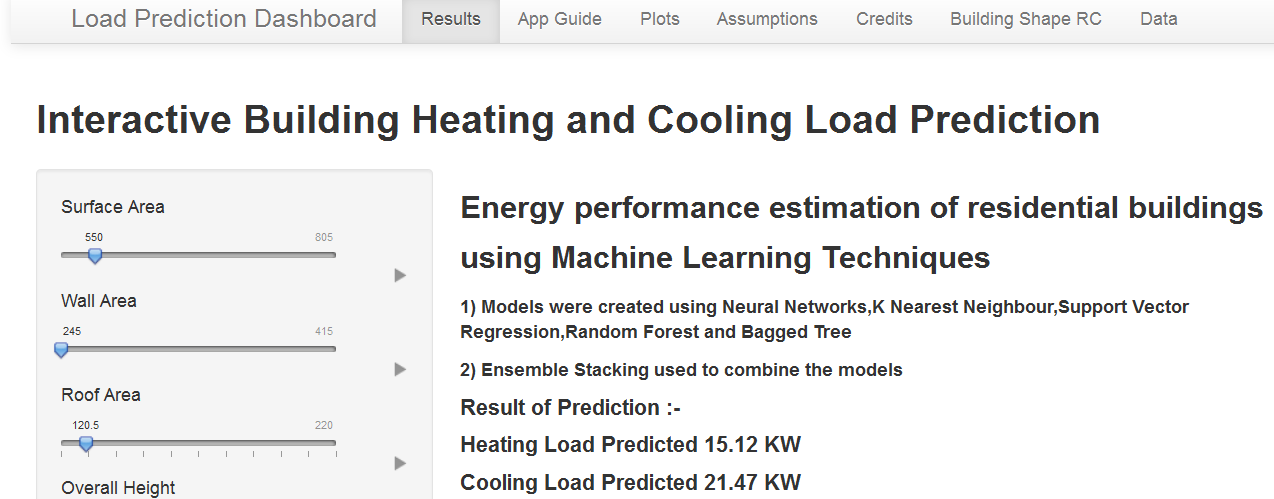 Load Prediction Dashboard Results App Guide Plots Assumptions Credits Building Shape RC Data
Interactive Building Heating and Cooling Load Prediction
Surface Area
550 805
Wall Area
245 415
Roof Area
120.5 220
Overall Height
Energy performance estimation of residential buildings
using Machine Learning Techniques
1) Models were created using Neural Networks,K Nearest Neighbour,Support Vector
Regression,Random Forest and Bagged Tree
2) Ensemble Stacking used to combine the models
Result of Prediction :-
Heating Load Predicted 15.12 KW
Cooling Load Predicted 21.47 KW